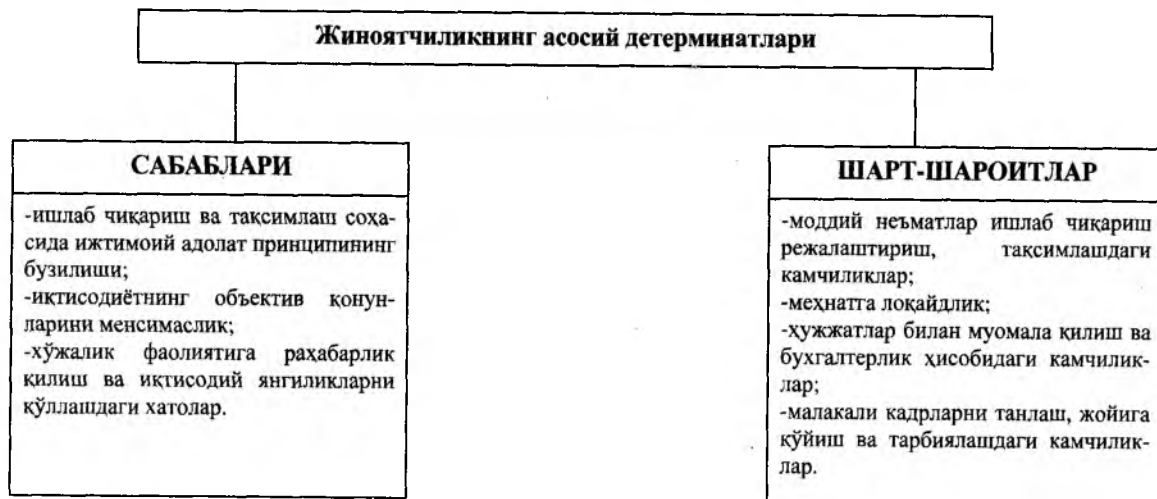 Жиноятчиликнинг асосий детерминатлари
САБАБЛАРИ
-ишлаб чиқариш ва тақсимлаш соҳа-
сида ижтимоий адолат принципининг
бузилиши;
-иқтисодиётнинг объектив қонун-
ларини менсимаслик;
-хўжалик фаолиятига раҳабарлик
қилиш ва иқтисодий янгиликларни
қўллашдаги хатолар.
ШАРТ-ШАРОИТЛАР
-моддий неъматлар ишлаб чиқариш
режалаштириш, тақсимлашдаги
камчиликлар;
-меҳнатга лоқайдлик;
-ҳужжатлар билан муомала қилиш ва
бухгалтерлик ҳисобидаги камчилик-
лар;
-малакали кадрларни танлаш, жойига
қўйиш ва тарбиялашдаги камчилик-
лар.